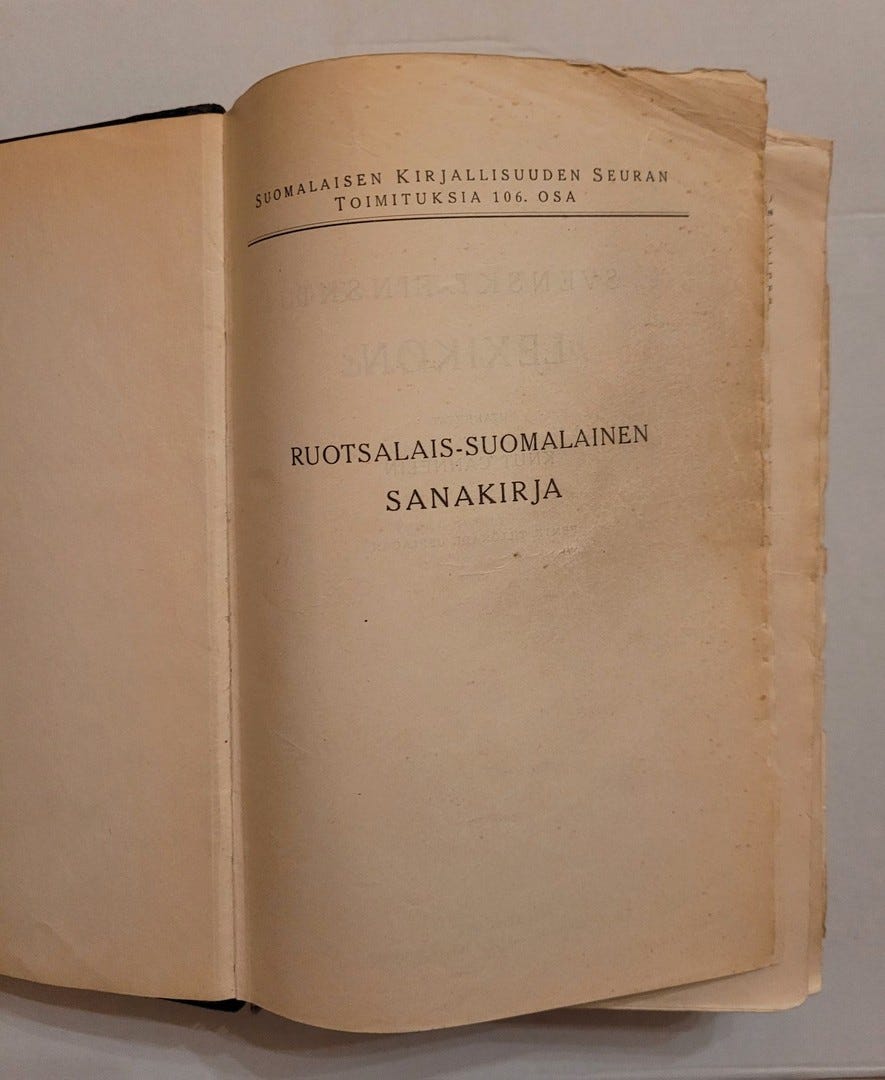 SUOMALAISEN KIRJALLISUUDEN SEURAN
TOIMITUKSIA 106. OSA
RUOTSALAIS-SUOMALAINEN
SANAKIRJA